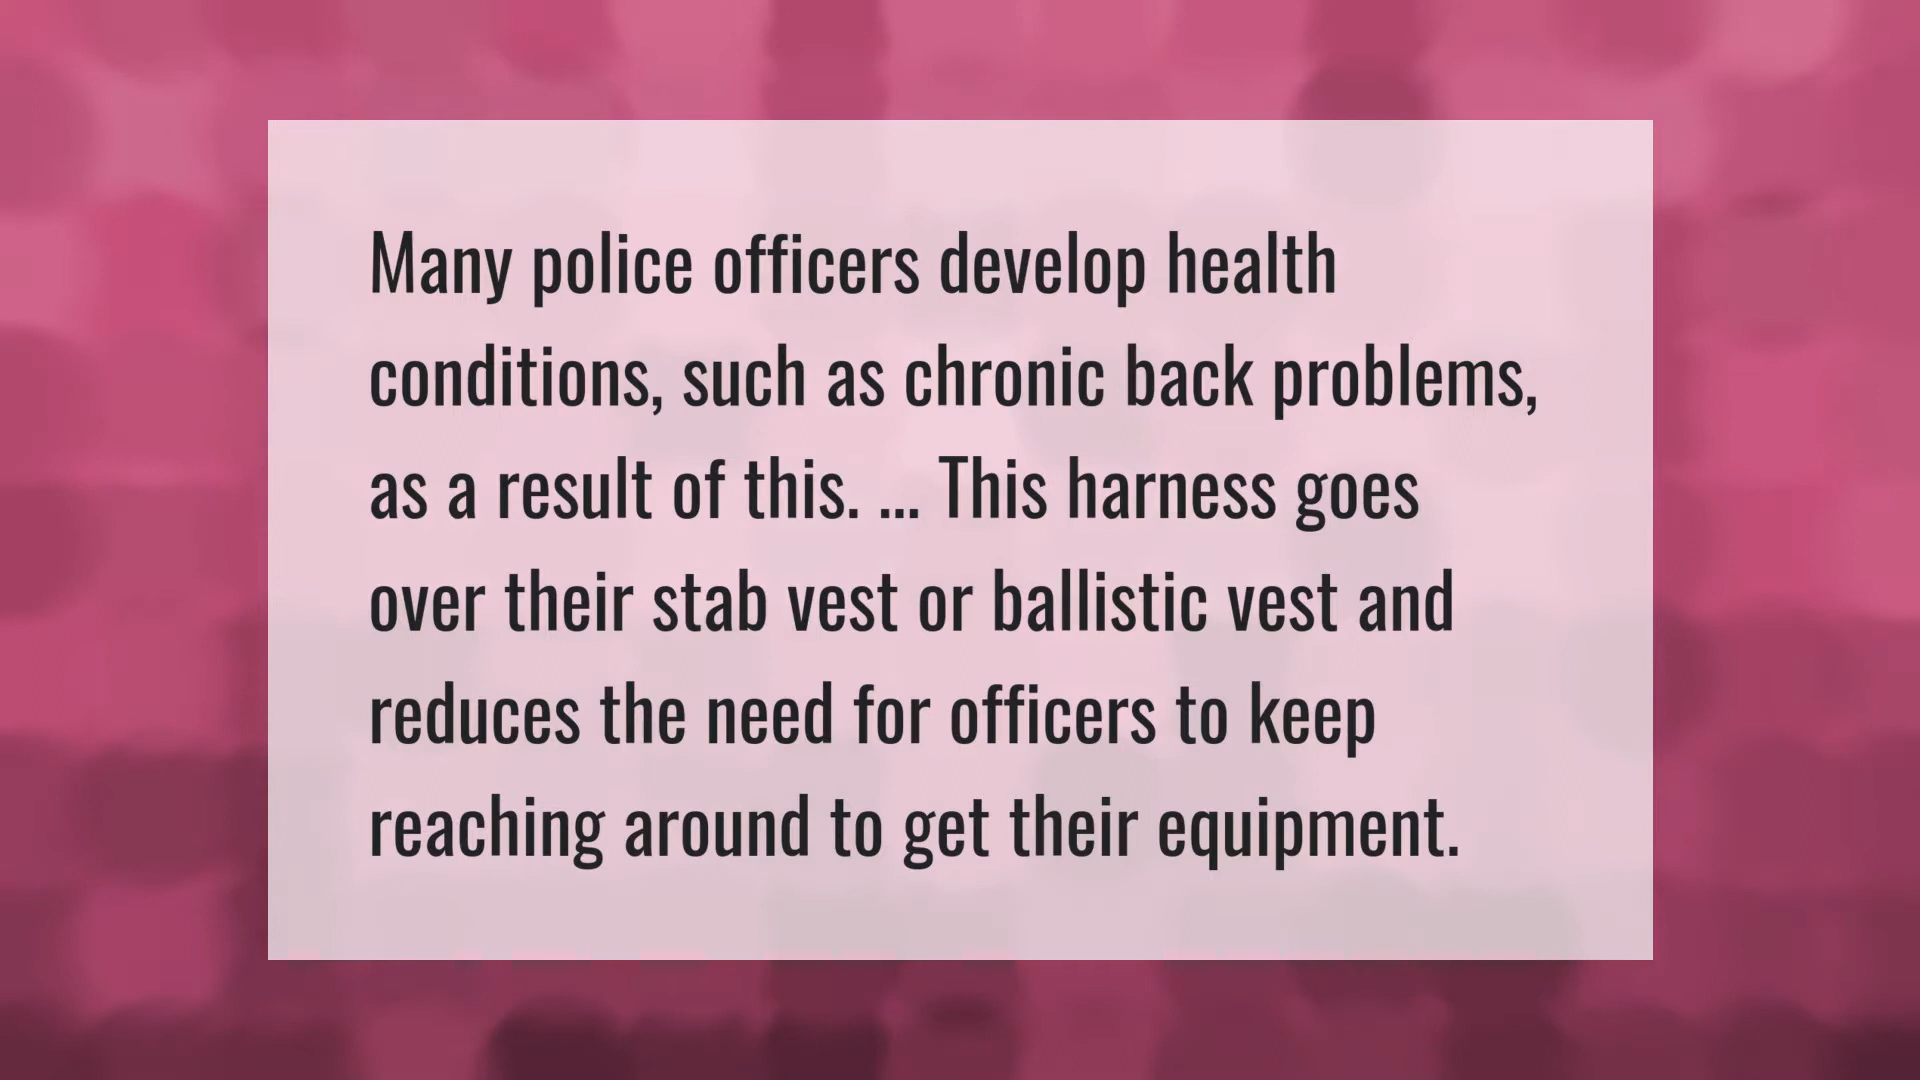 Many police officers develop health
conditions, such as chronic back problems,
as a result of this. ... This harness goes
over their stab vest or ballistic vest and
reduces the need for officers to keep
reaching around to get their equipment.